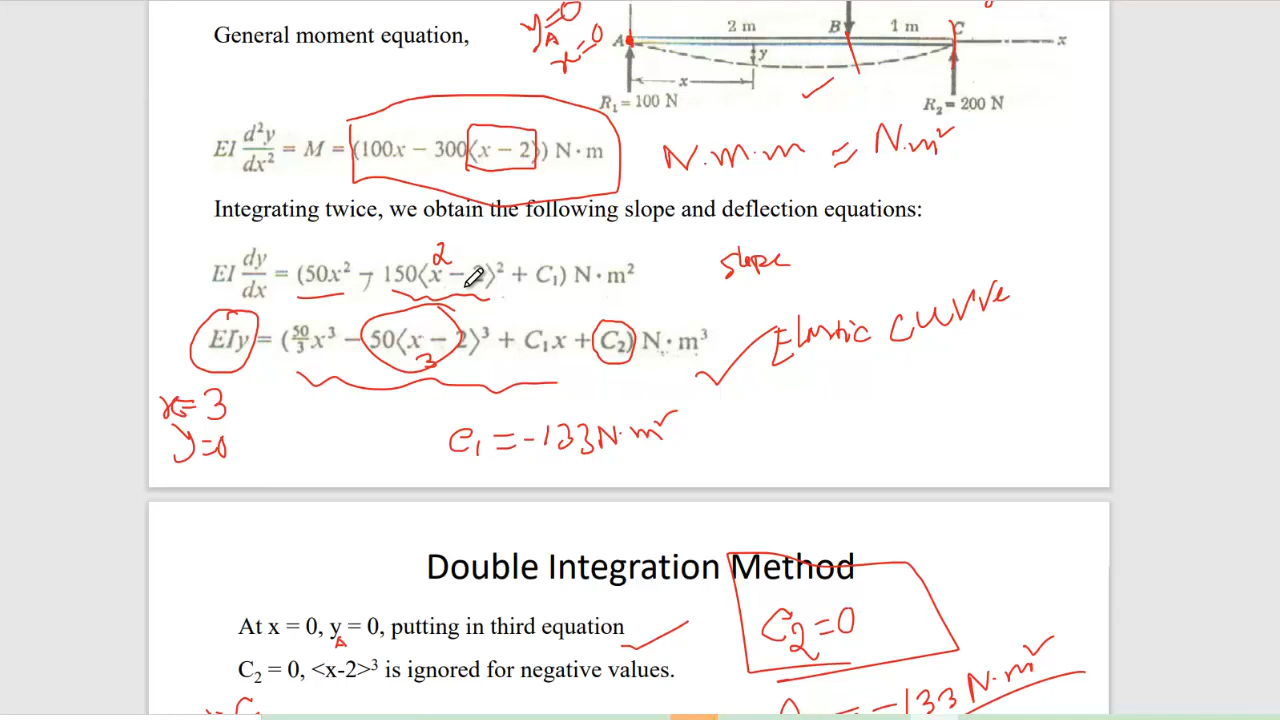 General moment equation,
y=0
A
x=0
A 2 m B 1 m C x
y
x
R₁ = 100 N R₂ = 200 N
EI d²y/dx² = M = (100x − 300⟨x − 2⟩) N · m
N.m.m = N.m²
Integrating twice, we obtain the following slope and deflection equations:
2
slope
EI dy/dx = (50x² − 150⟨x − 2⟩² + C₁) N · m²
EIy = (50/3 x³ − 50⟨x − 2⟩³ + C₁x + C₂) N · m³
Elastic curve
3
x=3
y=0
C₁ = -133 N.m²
Double Integration Method
At x = 0, y = 0, putting in third equation
A
C₂=0
C₂ = 0, <x-2>³ is ignored for negative values.
= -133 N.m²